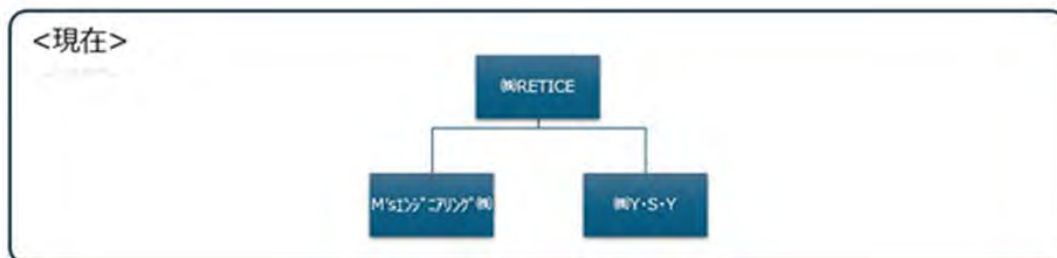 <現在>
㈱RETICE
M'sｴﾝｼﾞﾆｱﾘﾝｸﾞ㈱
㈱Y･S･Y